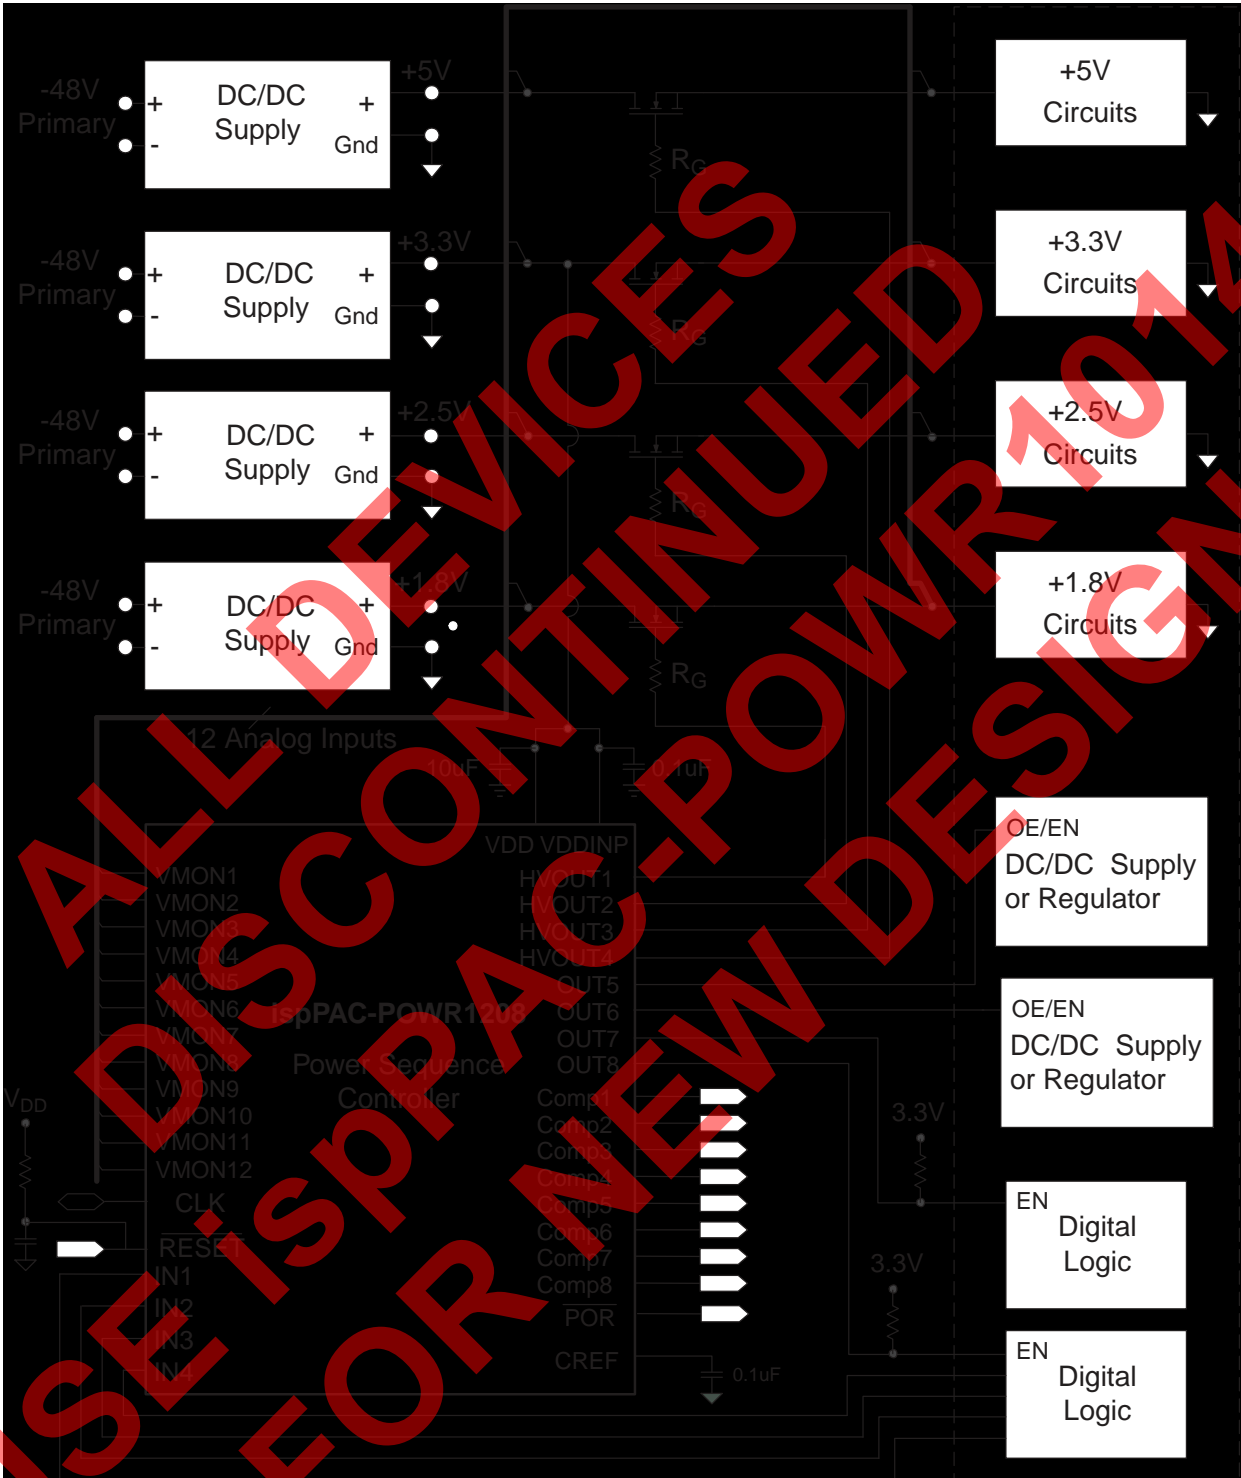 +5V
-48V
Primary
+
-
DC/DC
Supply
+
Gnd
+5V
Circuits
RG
+3.3V
-48V
Primary
+
-
DC/DC
Supply
+
Gnd
+3.3V
Circuits
RG
+2.5V
-48V
Primary
+
-
DC/DC
Supply
+
Gnd
+2.5V
Circuits
RG
+1.8V
-48V
Primary
+
-
DC/DC
Supply
+
Gnd
+1.8V
Circuits
RG
12 Analog Inputs
10uF
0.1uF
VDD VDDINP
VMON1
VMON2
VMON3
VMON4
VMON5
VMON6
VMON7
VMON8
VMON9
VMON10
VMON11
VMON12
CLK
RESET
IN1
IN2
IN3
IN4
VDD
ispPAC-POWR1208
Power Sequence
Controller
HVOUT1
HVOUT2
HVOUT3
HVOUT4
OUT5
OUT6
OUT7
OUT8
Comp1
Comp2
Comp3
Comp4
Comp5
Comp6
Comp7
Comp8
POR
CREF
0.1uF
3.3V
3.3V
OE/EN
DC/DC Supply
or Regulator
OE/EN
DC/DC Supply
or Regulator
EN
Digital
Logic
EN
Digital
Logic
ALL DEVICES
DISCONTINUED
USE ispPAC-POWR1014
FOR NEW DESIGN